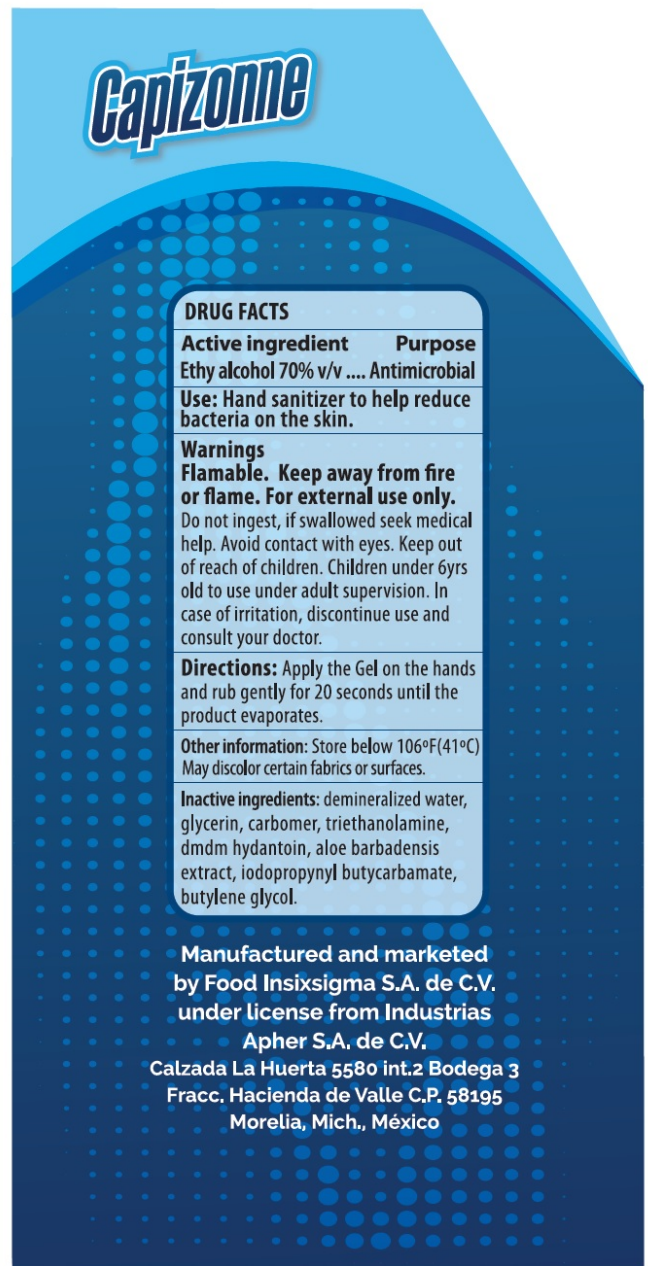 Capizonne
DRUG FACTS
Active ingredient Purpose
Ethy alcohol 70% v/v .... Antimicrobial
Use: Hand sanitizer to help reduce
bacteria on the skin.
Warnings
Flamable. Keep away from fire
or flame. For external use only.
Do not ingest, if swallowed seek medical
help. Avoid contact with eyes. Keep out
of reach of children. Children under 6yrs
old to use under adult supervision. In
case of irritation, discontinue use and
consult your doctor.
Directions: Apply the Gel on the hands
and rub gently for 20 seconds until the
product evaporates.
Other information: Store below 106ºF(41ºC)
May discolor certain fabrics or surfaces.
Inactive ingredients: demineralized water,
glycerin, carbomer, triethanolamine,
dmdm hydantoin, aloe barbadensis
extract, iodopropynyl butycarbamate,
butylene glycol.
Manufactured and marketed
by Food Insixsigma S.A. de C.V.
under license from Industrias
Apher S.A. de C.V.
Calzada La Huerta 5580 int.2 Bodega 3
Fracc. Hacienda de Valle C.P. 58195
Morelia, Mich., México